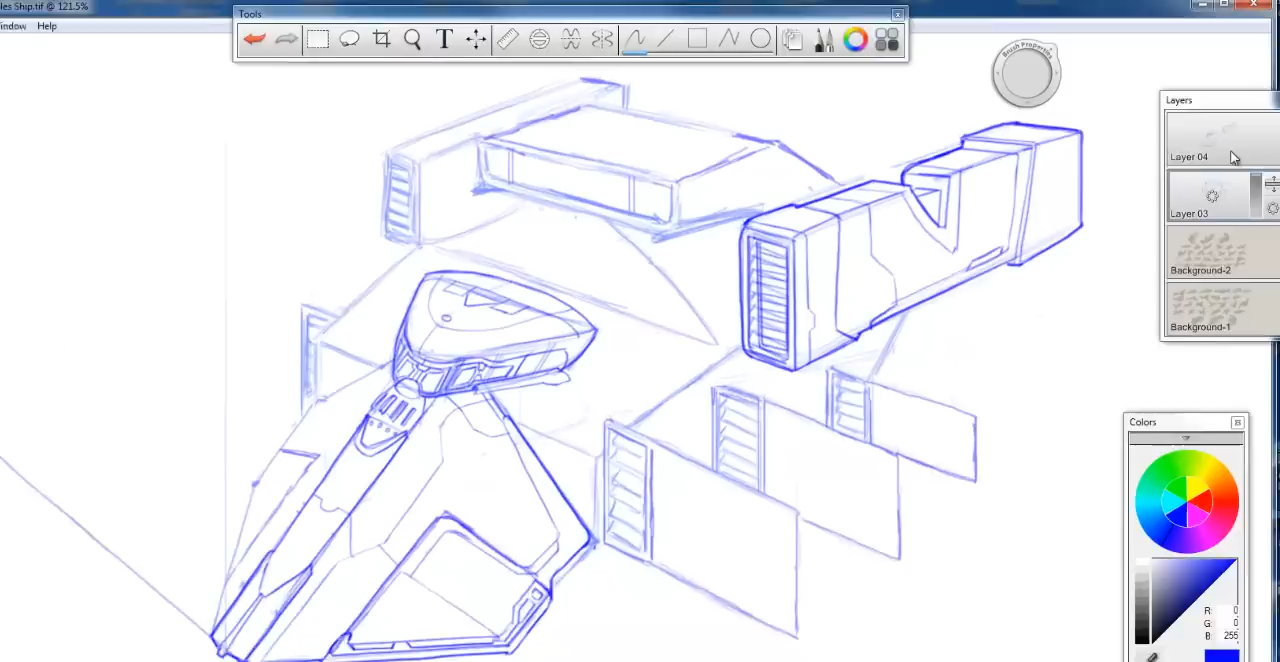 les Ship.tif @ 121.5%
indow Help
Tools
T
Brush Properties
Layers
Layer 04
Layer 03
Background-2
Background-1
Colors
R: 0
G: 0
B: 255